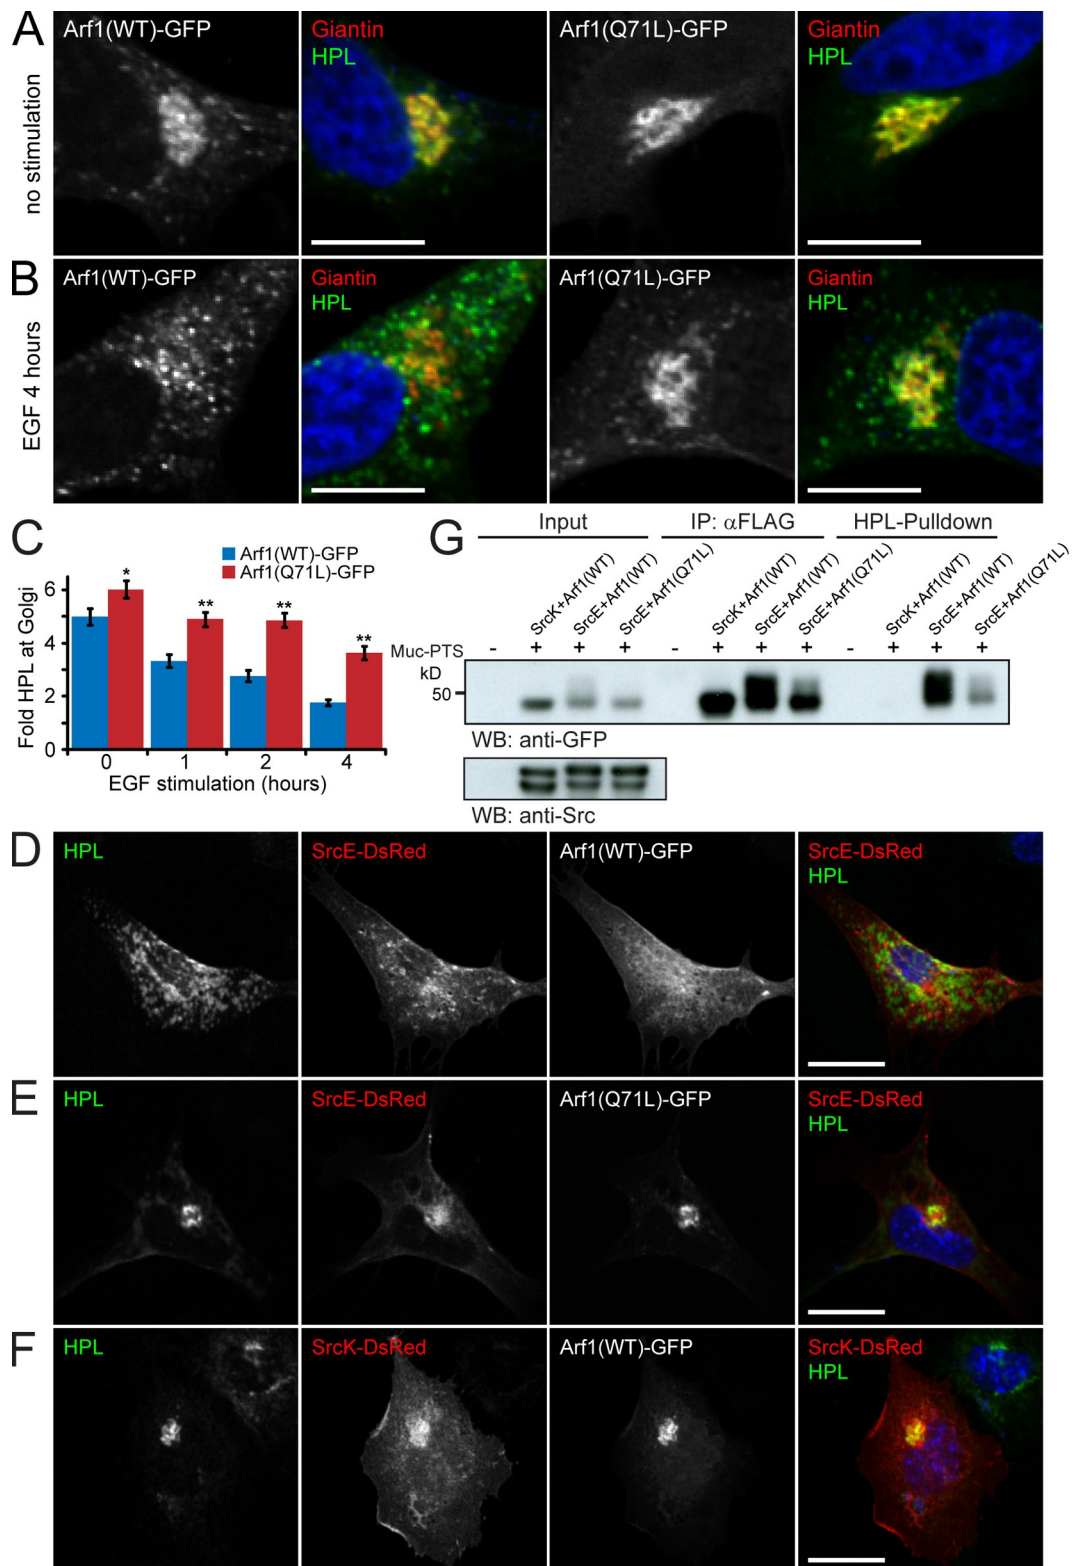 A
no stimulation
Arf1(WT)-GFP
Giantin
HPL
Arf1(Q71L)-GFP
Giantin
HPL
B
EGF 4 hours
Arf1(WT)-GFP
Giantin
HPL
Arf1(Q71L)-GFP
Giantin
HPL
C
Arf1(WT)-GFP
Arf1(Q71L)-GFP
Fold HPL at Golgi
6
4
2
0
* ** ** **
0 1 2 4
EGF stimulation (hours)
G
Input IP: αFLAG HPL-Pulldown
SrcK+Arf1(WT) SrcE+Arf1(WT) SrcE+Arf1(Q71L) SrcK+Arf1(WT) SrcE+Arf1(WT) SrcE+Arf1(Q71L) SrcK+Arf1(WT) SrcE+Arf1(WT) SrcE+Arf1(Q71L)
Muc-PTS - + + + - + + + - + + +
kD
50
WB: anti-GFP
WB: anti-Src
D
HPL
SrcE-DsRed
Arf1(WT)-GFP
SrcE-DsRed
HPL
E
HPL
SrcE-DsRed
Arf1(Q71L)-GFP
SrcE-DsRed
HPL
F
HPL
SrcK-DsRed
Arf1(WT)-GFP
SrcK-DsRed
HPL